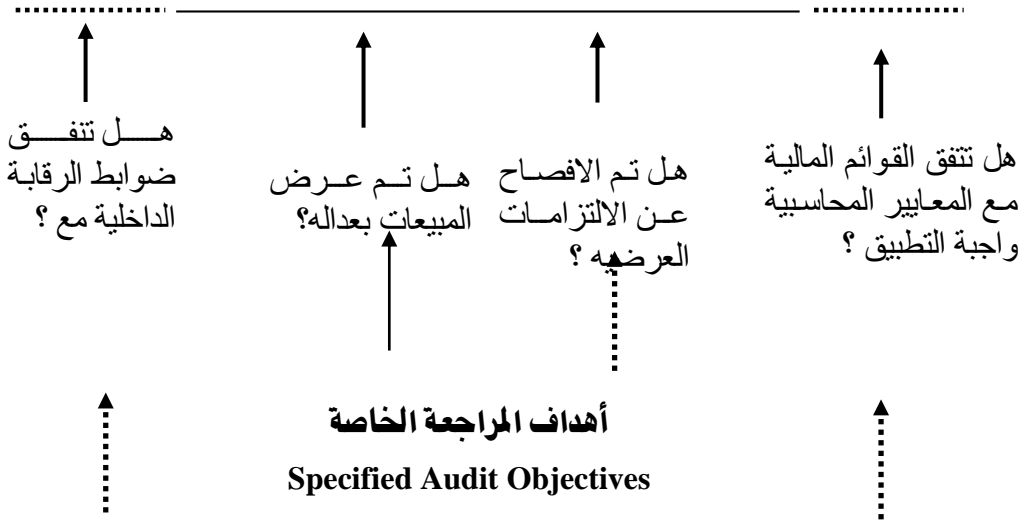 هل تتفق القوائم المالية
مع المعايير المحاسبية
واجبة التطبيق ؟
هل تم الافصاح
عن الالتزامات
العرضيه ؟
هل تم عرض
المبيعات بعداله؟
هل تتفق
ضوابط الرقابة
الداخلية مع ؟
أهداف المراجعة الخاصة
Specified Audit Objectives